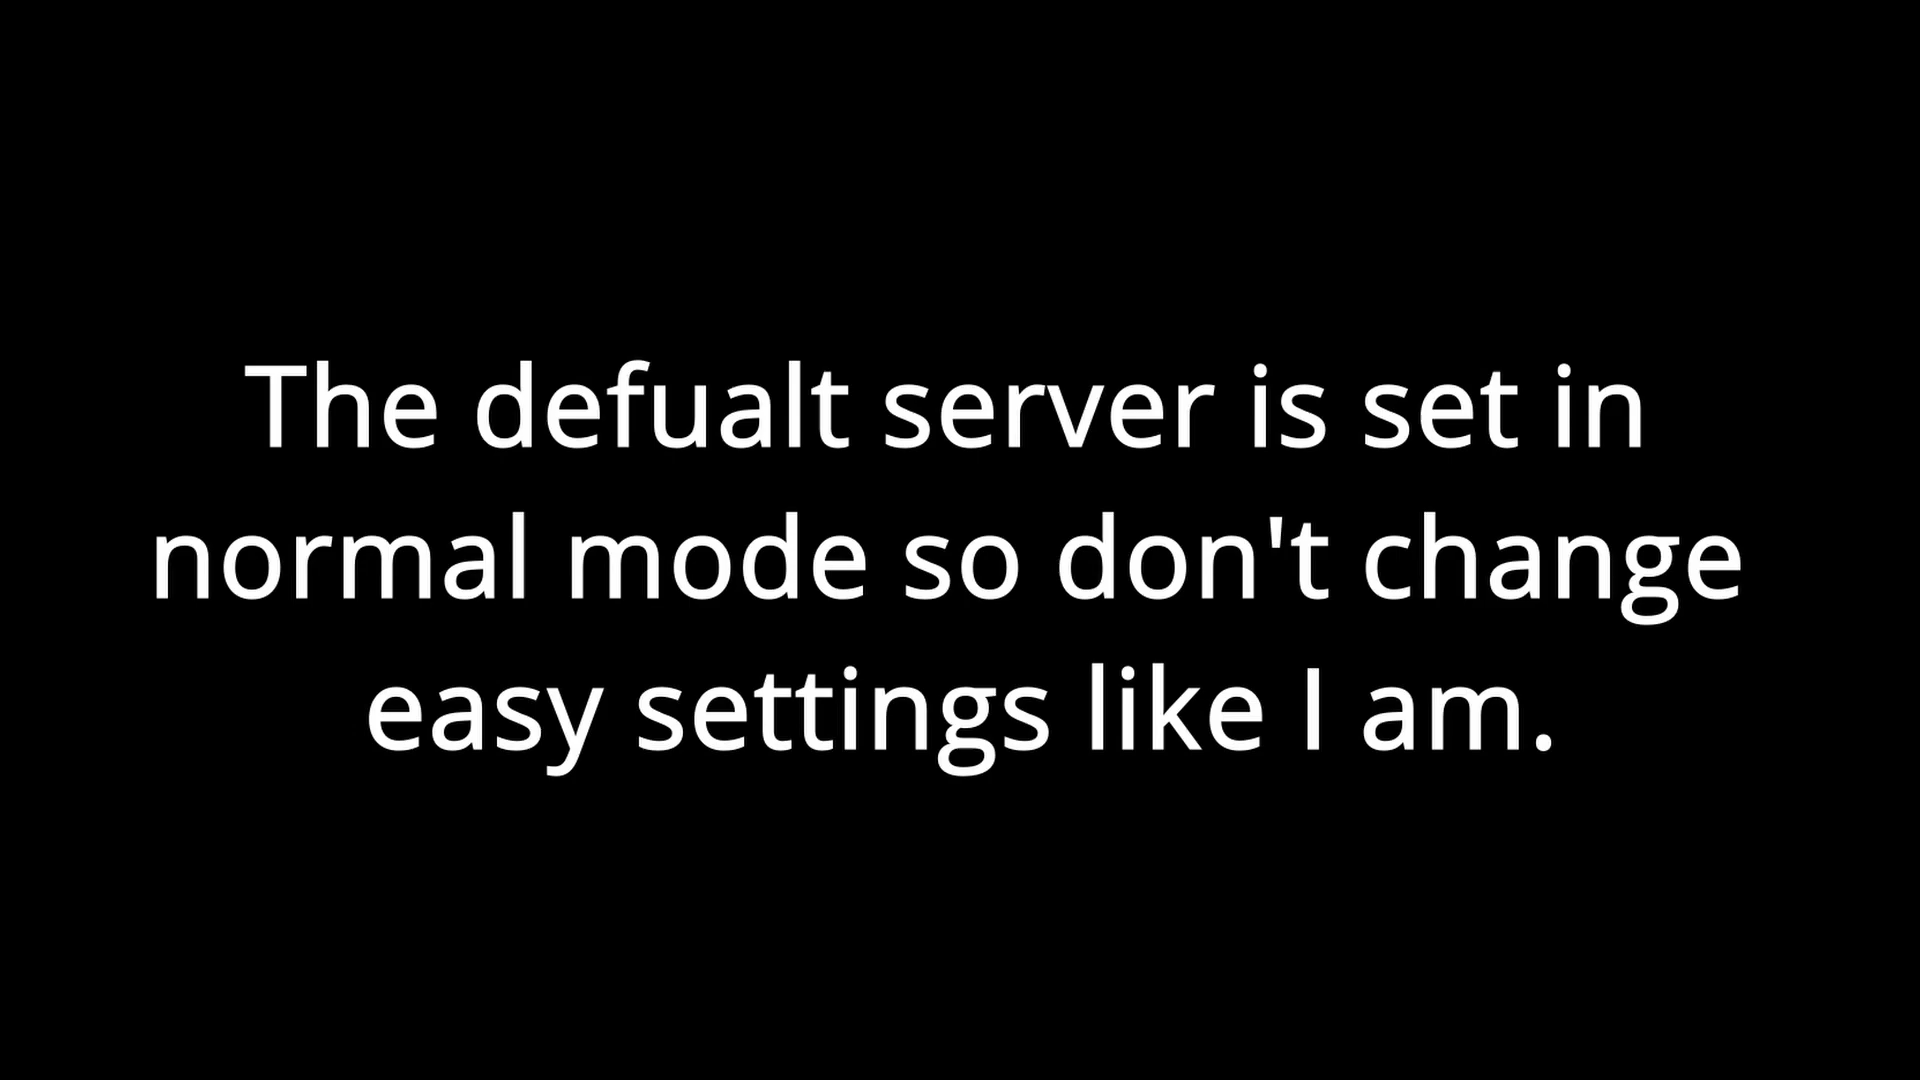 The defualt server is set in
normal mode so don't change
easy settings like I am.